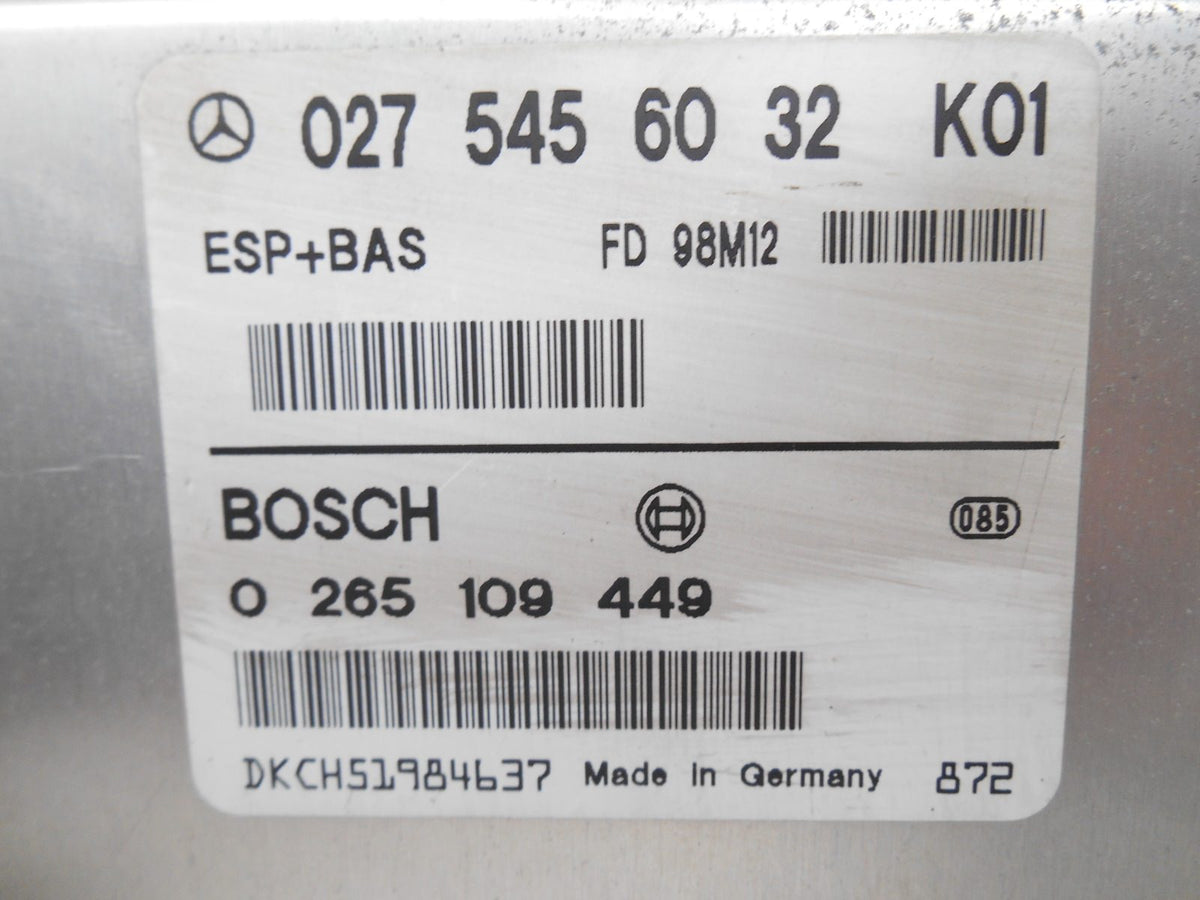 027 545 60 32 K01
ESP+BAS FD 98M12
BOSCH 085
0 265 109 449
DKCH51984637 Made in Germany 872